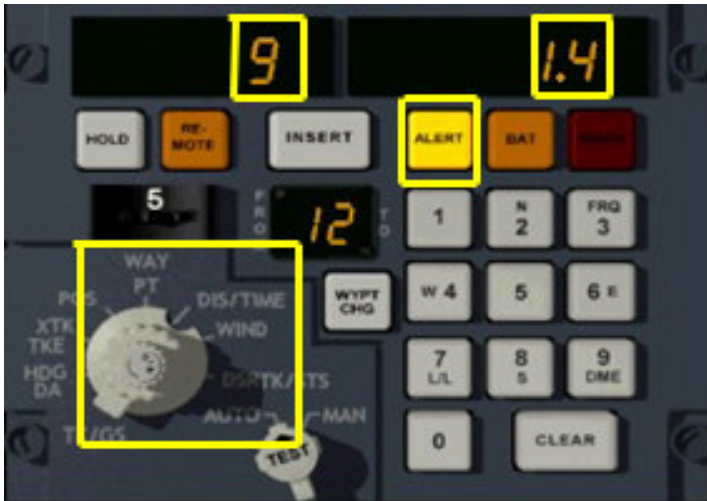 9 1.4
HOLD RE-MOTE INSERT ALERT BAT
5
12
1
N 2
FRQ 3
WAY PT
POS
DIS/TIME
XTK TKE
WIND
HDG DA
DSRTK/STS
TK/GS
AUTO
MAN
TEST
WYPT CHG
W 4
5
6 E
7 L/L
8 S
9 DME
0
CLEAR